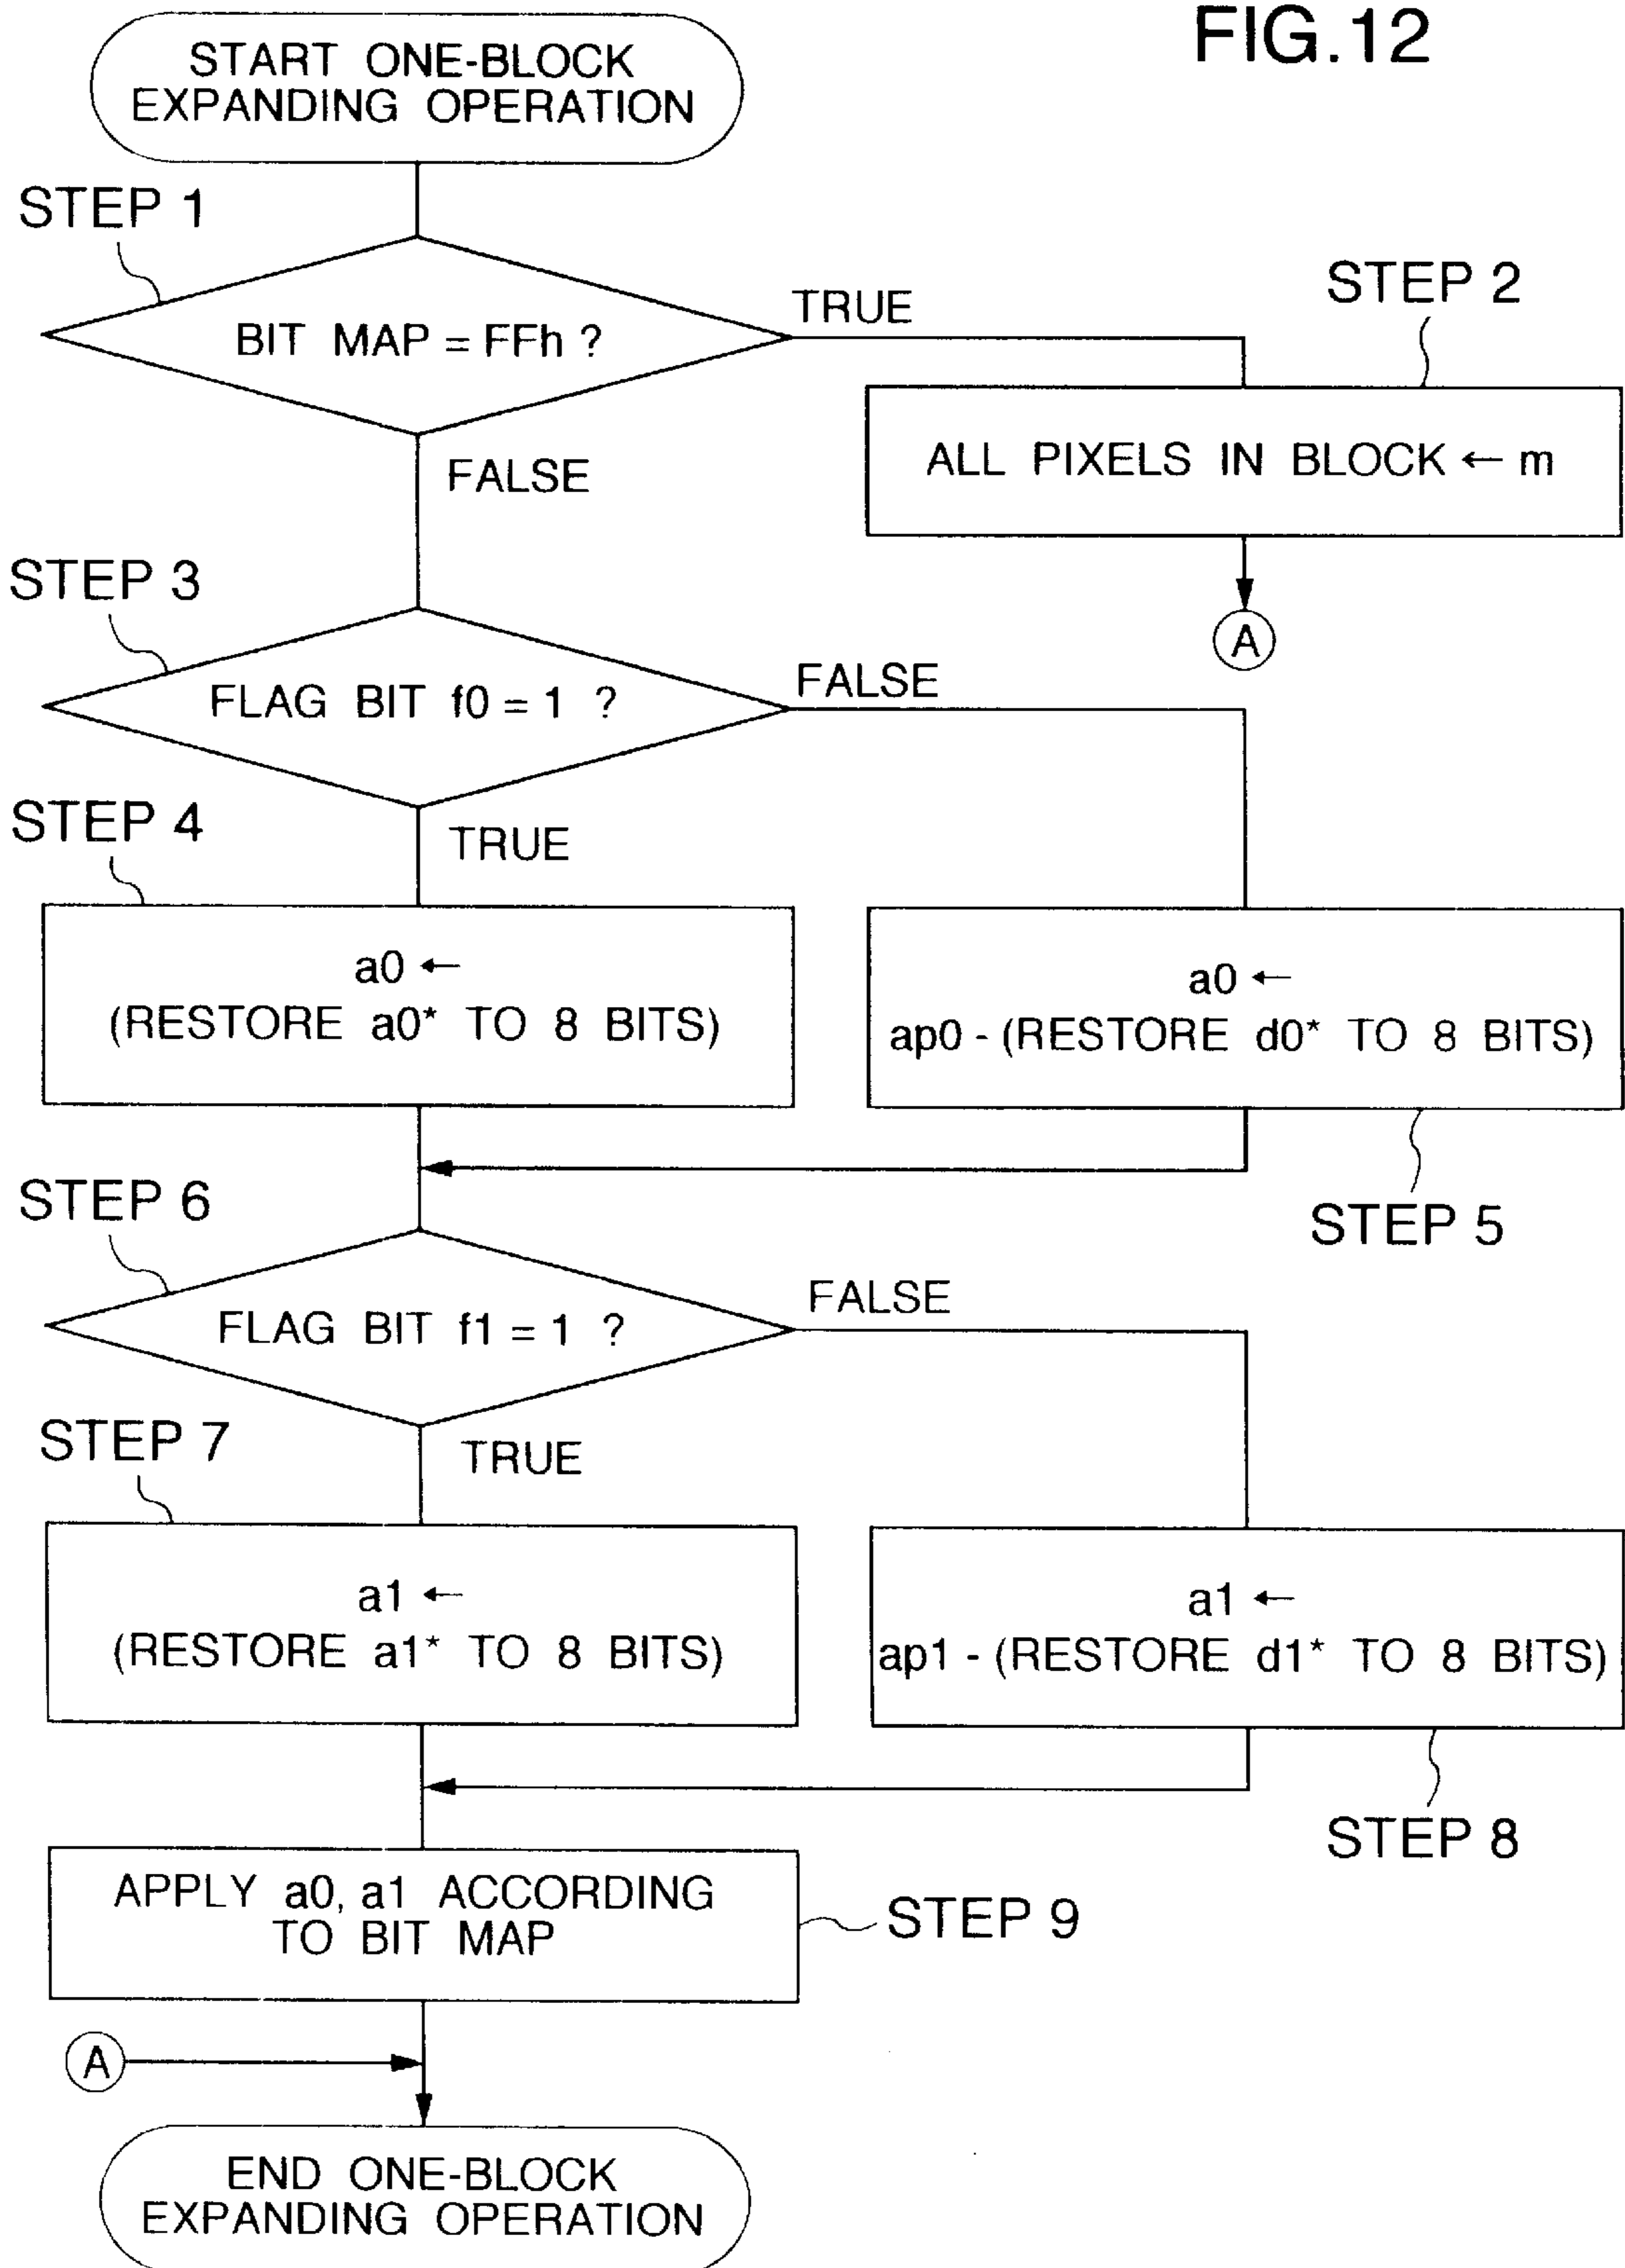 FIG.12
START ONE-BLOCK
EXPANDING OPERATION
STEP 1
BIT MAP = FFh ?
TRUE
STEP 2
ALL PIXELS IN BLOCK ← m
FALSE
A
STEP 3
FLAG BIT f0 = 1 ?
FALSE
STEP 4
TRUE
a0 ←
(RESTORE a0* TO 8 BITS)
a0 ←
ap0 - (RESTORE d0* TO 8 BITS)
STEP 5
STEP 6
FLAG BIT f1 = 1 ?
FALSE
STEP 7
TRUE
a1 ←
(RESTORE a1* TO 8 BITS)
a1 ←
ap1 - (RESTORE d1* TO 8 BITS)
STEP 8
APPLY a0, a1 ACCORDING
TO BIT MAP
STEP 9
A
END ONE-BLOCK
EXPANDING OPERATION